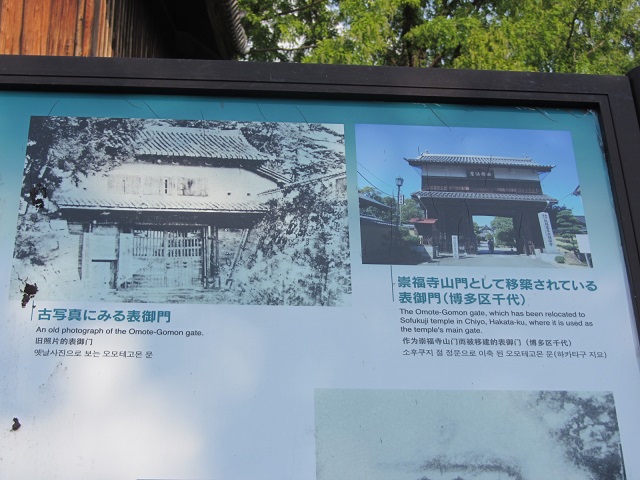 古写真にみる表御門
An old photograph of the Omote-Gomon gate.
旧照片的表御门
옛날사진으로 보는 오모테고몬 문
崇福寺山門として移築されている
表御門(博多区千代)
The Omote-Gomon gate, which has been relocated to
Sofukuji temple in Chiyo, Hakata-ku, where it is used as
the temple's main gate.
作为崇福寺山门而被移建的表御门(博多区千代)
소후쿠지 절 정문으로 이축 된 오모테고몬 문(하카타구 지요)